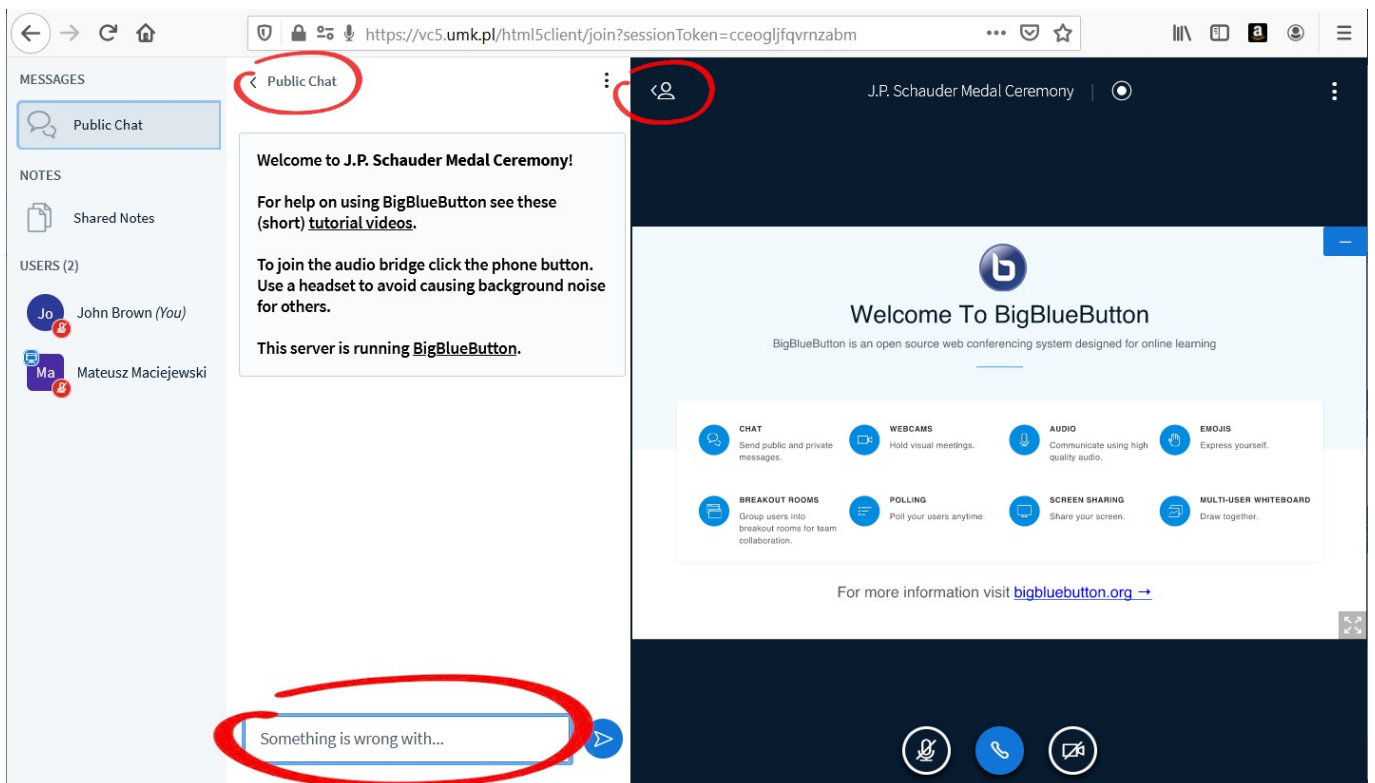 https://vc5.umk.pl/html5client/join?sessionToken=cceogljfqvrnzabm
MESSAGES
Public Chat
NOTES
Shared Notes
USERS (2)
Jo
John Brown (You)
Ma
Mateusz Maciejewski
Public Chat
Welcome to J.P. Schauder Medal Ceremony!
For help on using BigBlueButton see these
(short) tutorial videos.
To join the audio bridge click the phone button.
Use a headset to avoid causing background noise
for others.
This server is running BigBlueButton.
Something is wrong with...
J.P. Schauder Medal Ceremony
b
Welcome To BigBlueButton
BigBlueButton is an open source web conferencing system designed for online learning
CHAT
Send public and private
messages.
WEBCAMS
Hold visual meetings.
AUDIO
Communicate using high
quality audio.
EMOJIS
Express yourself.
BREAKOUT ROOMS
Group users into
breakout rooms for team
collaboration.
POLLING
Poll your users anytime.
SCREEN SHARING
Share your screen.
MULTI-USER WHITEBOARD
Draw together.
For more information visit bigbluebutton.org →